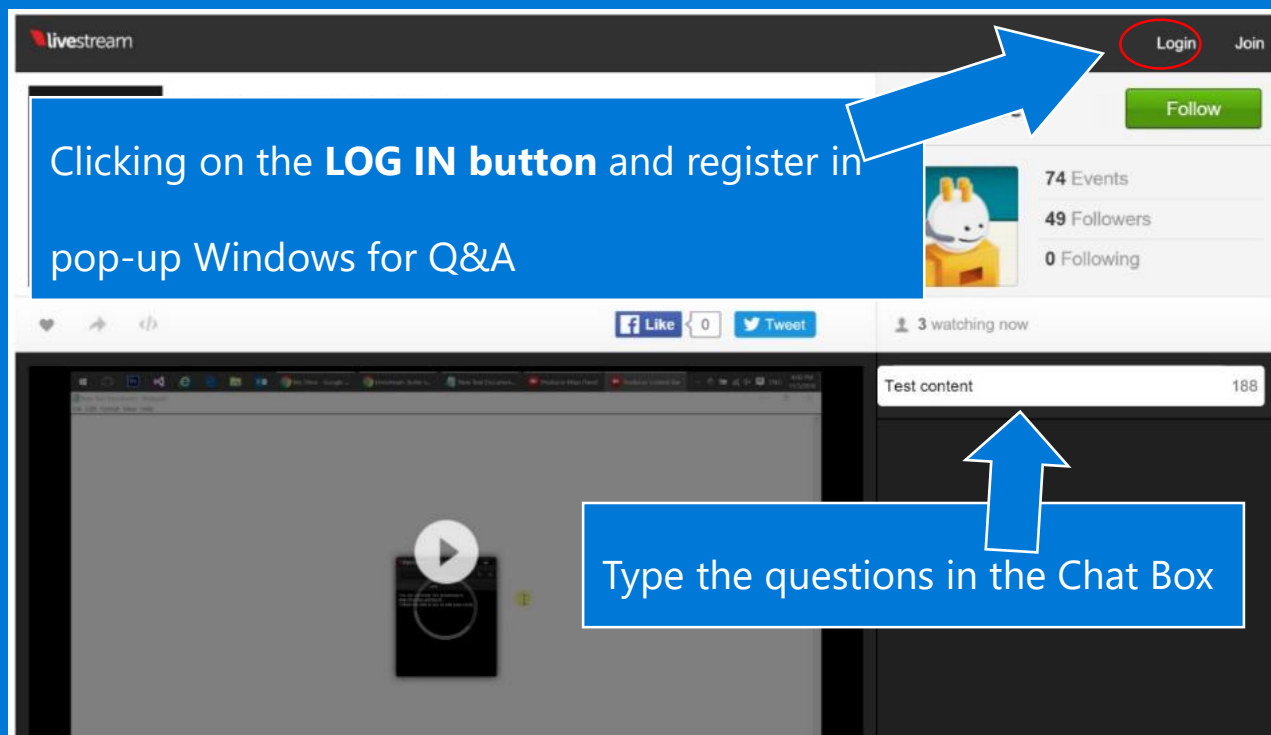 livestream
Login
Join
Follow
Clicking on the LOG IN button and register in
pop-up Windows for Q&A
74 Events
49 Followers
0 Following
Like
0
Tweet
3 watching now
Test content
188
Type the questions in the Chat Box